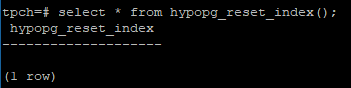 tpch=# select * from hypopg_reset_index();
hypopg_reset_index
--------------------
(1 row)